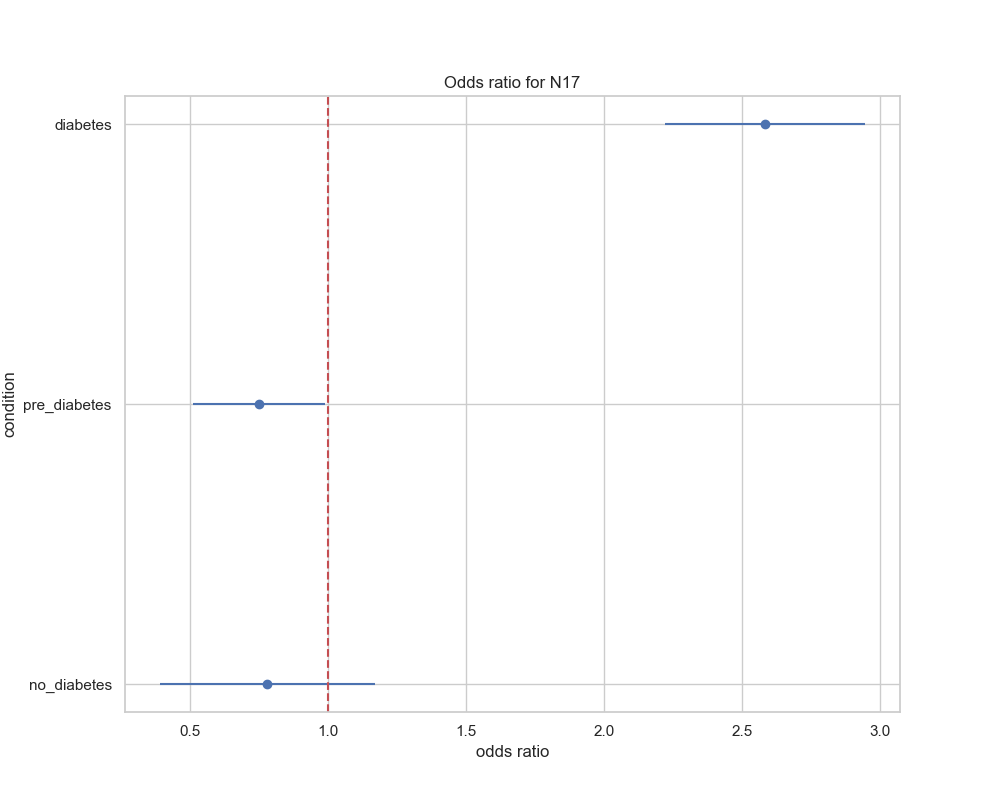 Odds ratio for N17
diabetes
condition
pre_diabetes
no_diabetes
0.5 1.0 1.5 2.0 2.5 3.0
odds ratio